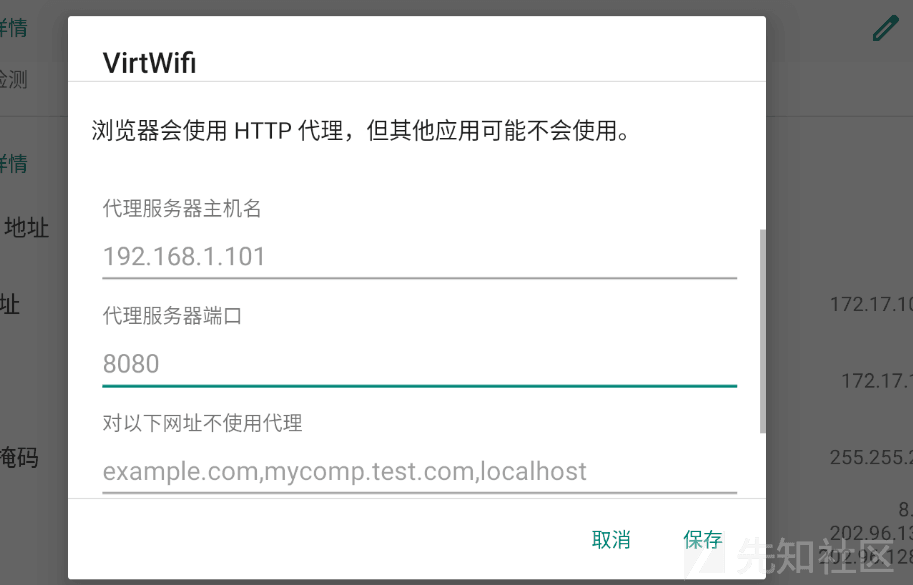 详情
检测
详情
地址
址
掩码
VirtWifi
浏览器会使用 HTTP 代理，但其他应用可能不会使用。
代理服务器主机名
192.168.1.101
代理服务器端口
8080
对以下网址不使用代理
example.com,mycomp.test.com,localhost
取消 保存
172.17.10
172.17.1
255.255.2
8.
202.96.13
202.96.128
先知社区